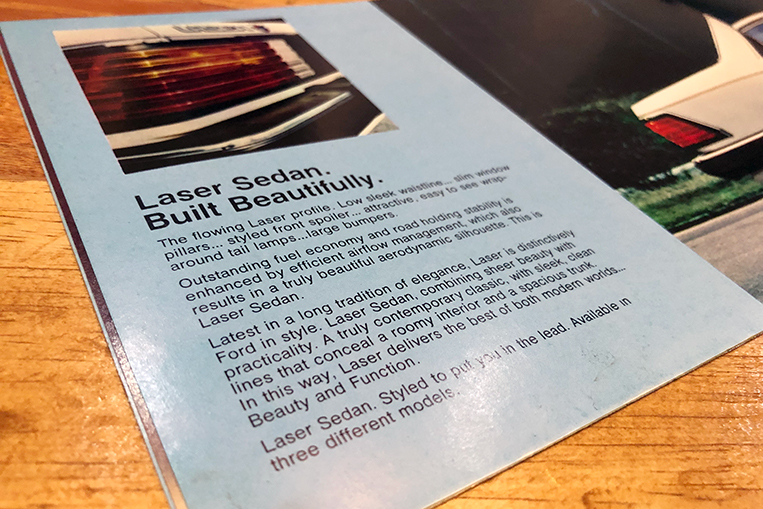 Laser Sedan.
Built Beautifully.
The flowing Laser profile. Low sleek waistline... slim window
pillars... styled front spoiler... attractive, easy to see wrap-
around tail lamps...large bumpers.
Outstanding fuel economy and road holding stability is
enhanced by efficient airflow management, which also
results in a truly beautiful aerodynamic silhouette. This is
Laser Sedan.
Latest in a long tradition of elegance, Laser is distinctively
Ford in style. Laser Sedan, combining sheer beauty with
practicality. A truly contemporary classic, with sleek, clean
lines that conceal a roomy interior and a spacious trunk.
In this way, Laser delivers the best of both modern worlds...
Beauty and Function.
Laser Sedan. Styled to put you in the lead. Available in
three different models.